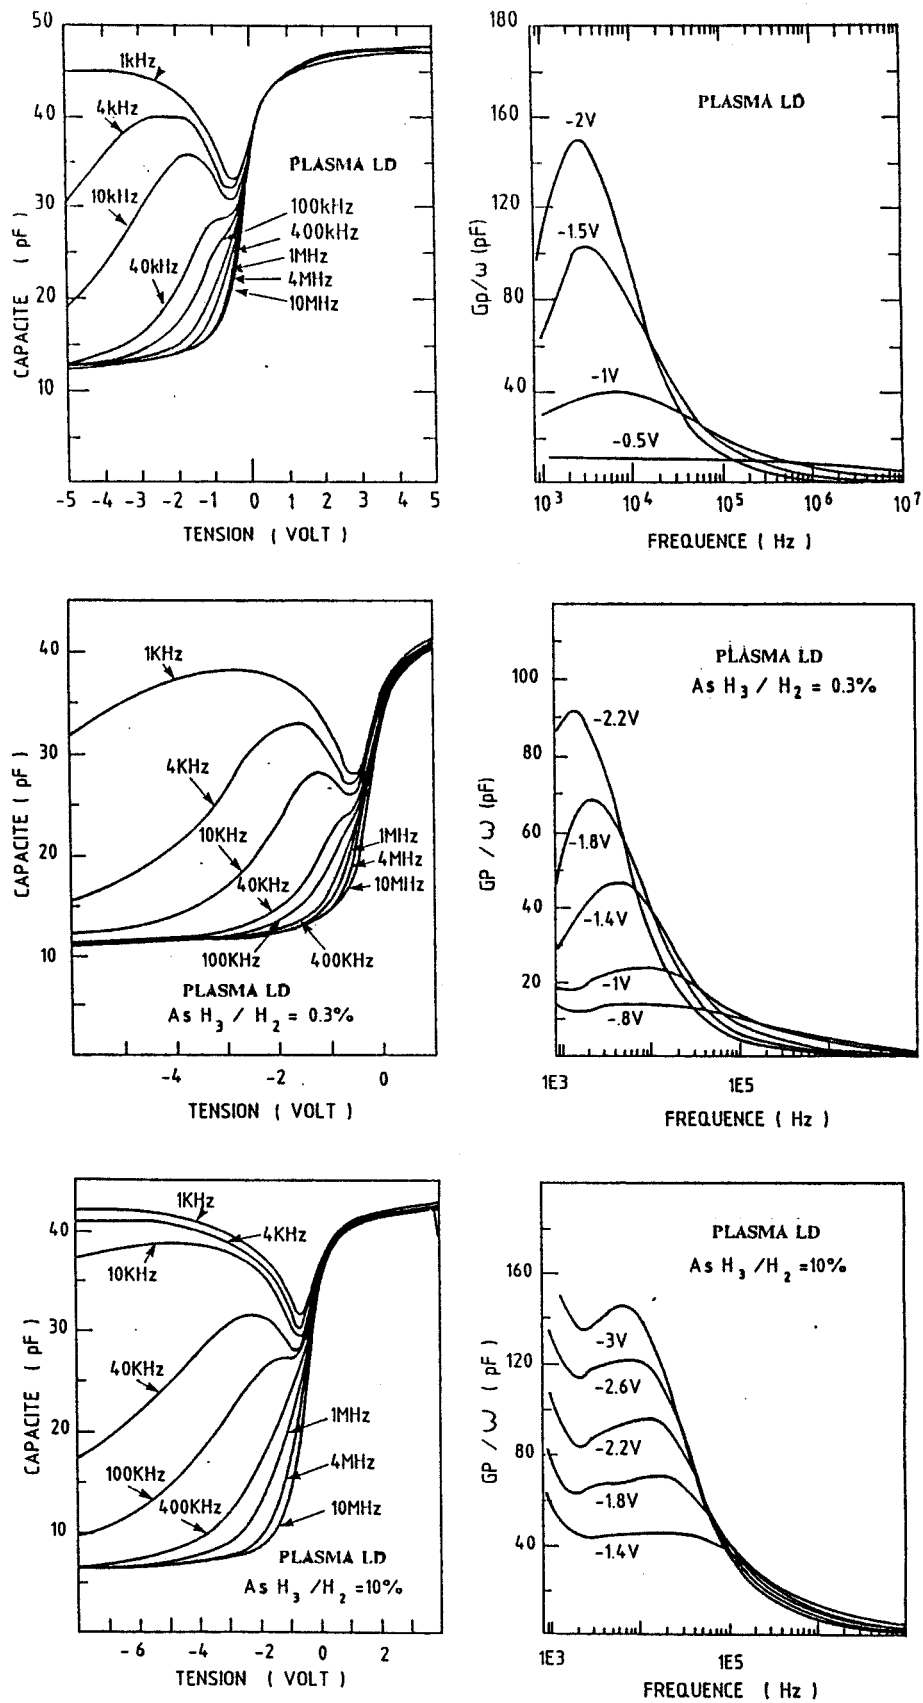 50
40
30
20
10
CAPACITE ( pF )
1kHz
4kHz
10kHz
40kHz
PLASMA LD
100kHz
400kHz
1MHz
4MHz
10MHz
-5 -4 -3 -2 -1 0 1 2 3 4 5
TENSION ( VOLT )
180
160
120
80
40
Gp/ω (pF)
PLASMA LD
-2V
-1.5V
-1V
-0.5V
10³ 10⁴ 10⁵ 10⁶ 10⁷
FREQUENCE ( Hz )
40
30
20
10
CAPACITE ( pF )
1KHz
4KHz
10KHz
40KHz
100KHz
400KHz
1MHz
4MHz
10MHz
PLASMA LD
As H₃ / H₂ = 0.3%
-4 -2 0
TENSION ( VOLT )
100
80
60
40
20
GP / ω (pF)
PLASMA LD
As H₃ / H₂ = 0.3%
-2.2V
-1.8V
-1.4V
-1V
-.8V
1E3 1E5
FREQUENCE ( Hz )
40
30
20
10
CAPACITE ( pF )
1KHz
4KHz
10KHz
40KHz
100KHz
400KHz
1MHz
4MHz
10MHz
PLASMA LD
As H₃ /H₂ =10%
-6 -4 -2 0 2
TENSION ( VOLT )
160
120
80
40
GP / ω ( pF )
PLASMA LD
As H₃ /H₂ =10%
-3V
-2.6V
-2.2V
-1.8V
-1.4V
1E3 1E5
FREQUENCE ( Hz )